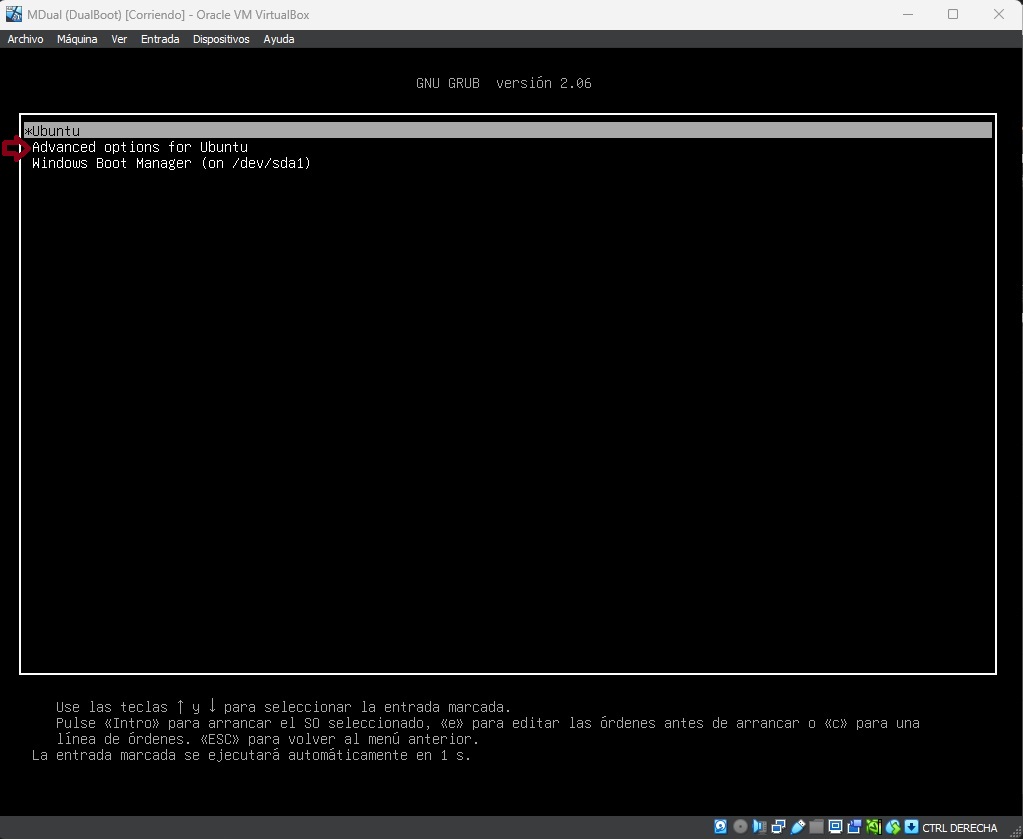 MDual (DualBoot) [Corriendo] - Oracle VM VirtualBox
Archivo Máquina Ver Entrada Dispositivos Ayuda
GNU GRUB versión 2.06
*Ubuntu
Advanced options for Ubuntu
Windows Boot Manager (on /dev/sda1)
Use las teclas ↑ y ↓ para seleccionar la entrada marcada.
Pulse «Intro» para arrancar el SO seleccionado, «e» para editar las órdenes antes de arrancar o «c» para una
línea de órdenes. «ESC» para volver al menú anterior.
La entrada marcada se ejecutará automáticamente en 1 s.
CTRL DERECHA